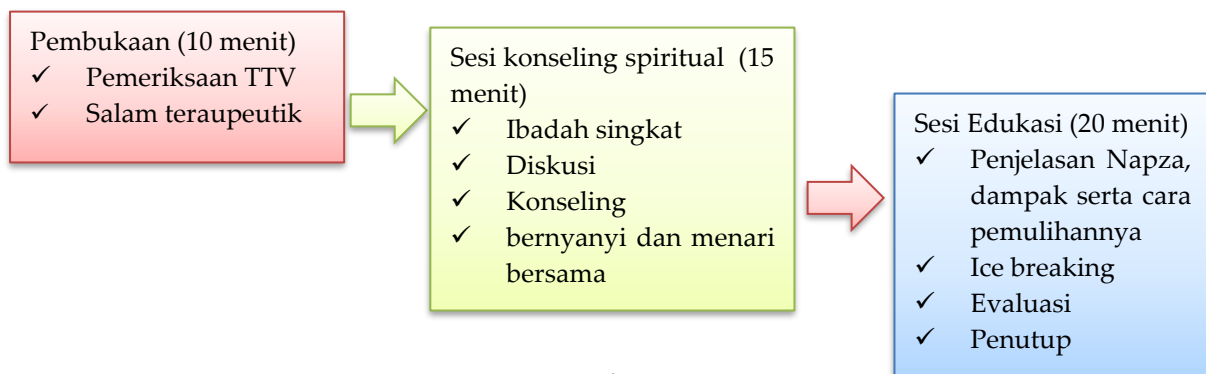 Pembukaan (10 menit)
✓ Pemeriksaan TTV
✓ Salam teraupeutik
Sesi konseling spiritual (15
menit)
✓ Ibadah singkat
✓ Diskusi
✓ Konseling
✓ bernyanyi dan menari
bersama
Sesi Edukasi (20 menit)
✓ Penjelasan Napza,
dampak serta cara
pemulihannya
✓ Ice breaking
✓ Evaluasi
✓ Penutup